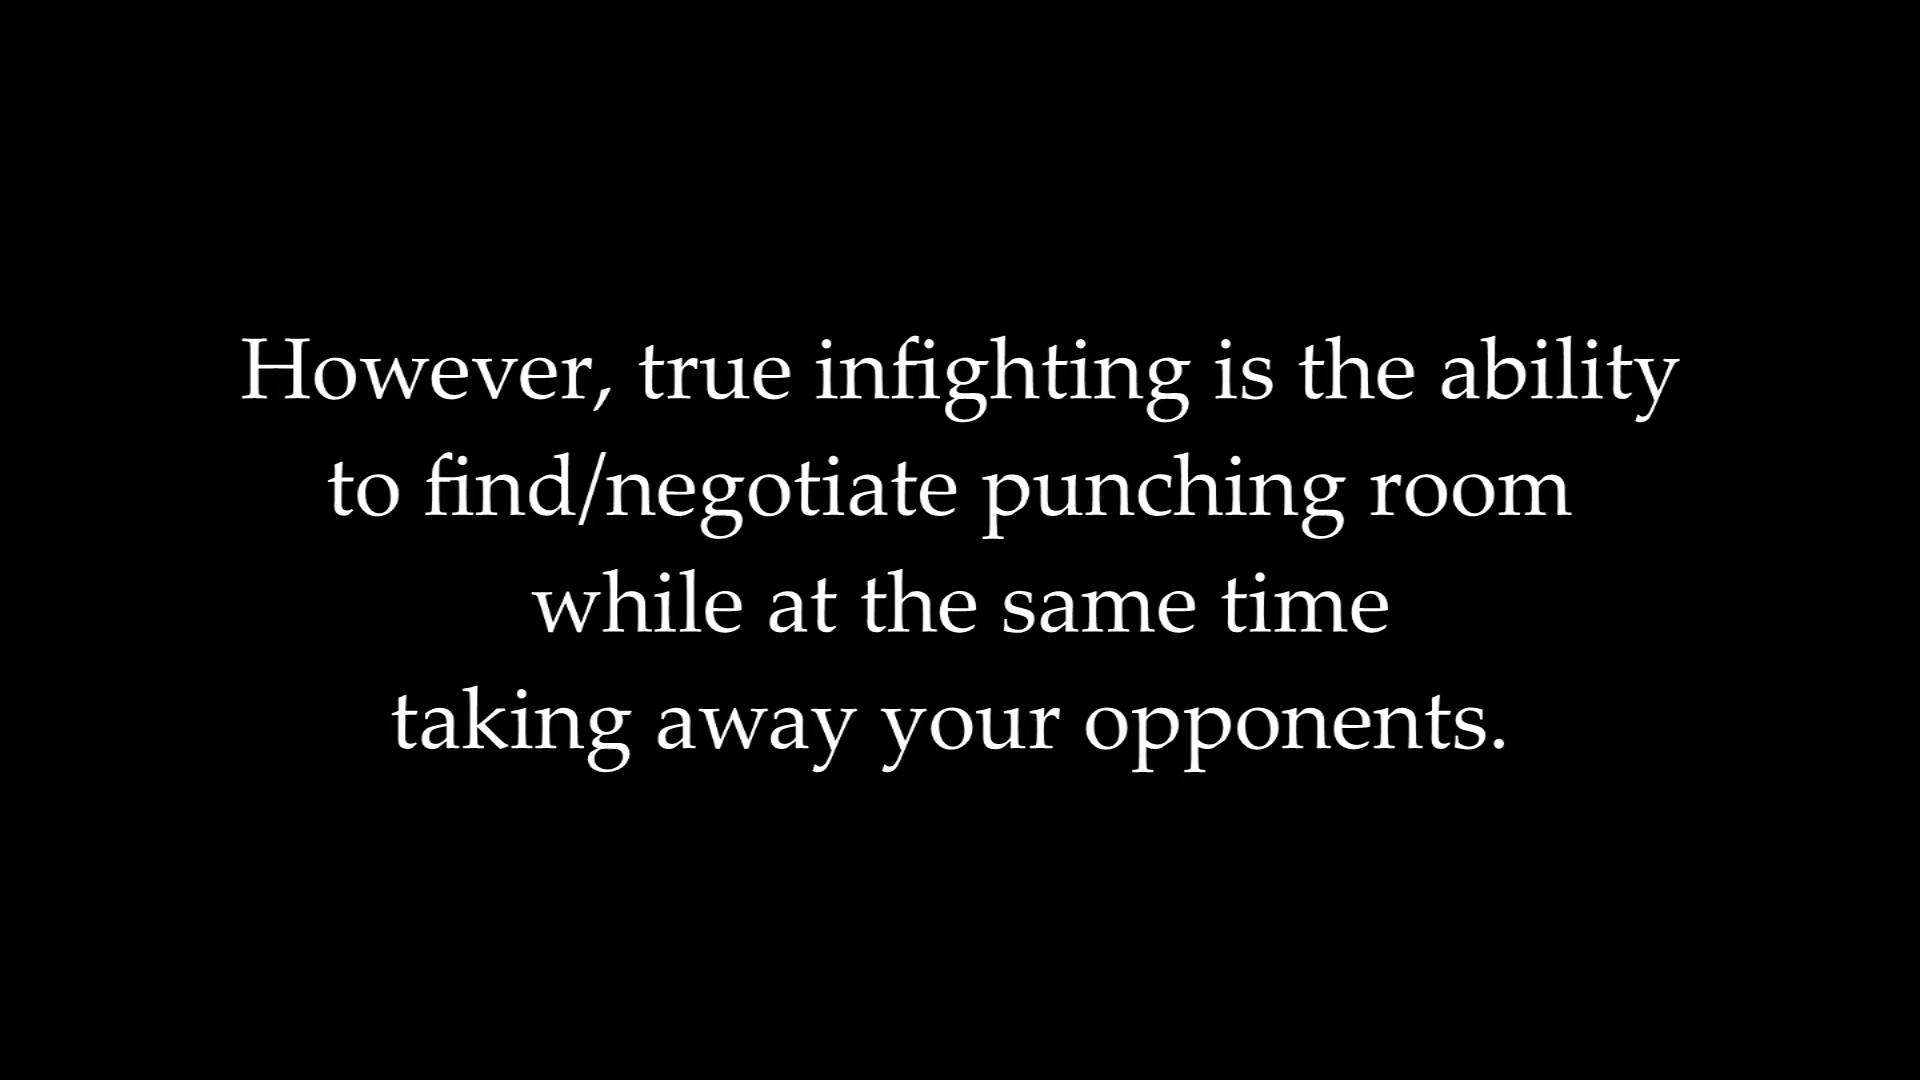 However, true infighting is the ability
to find/negotiate punching room
while at the same time
taking away your opponents.